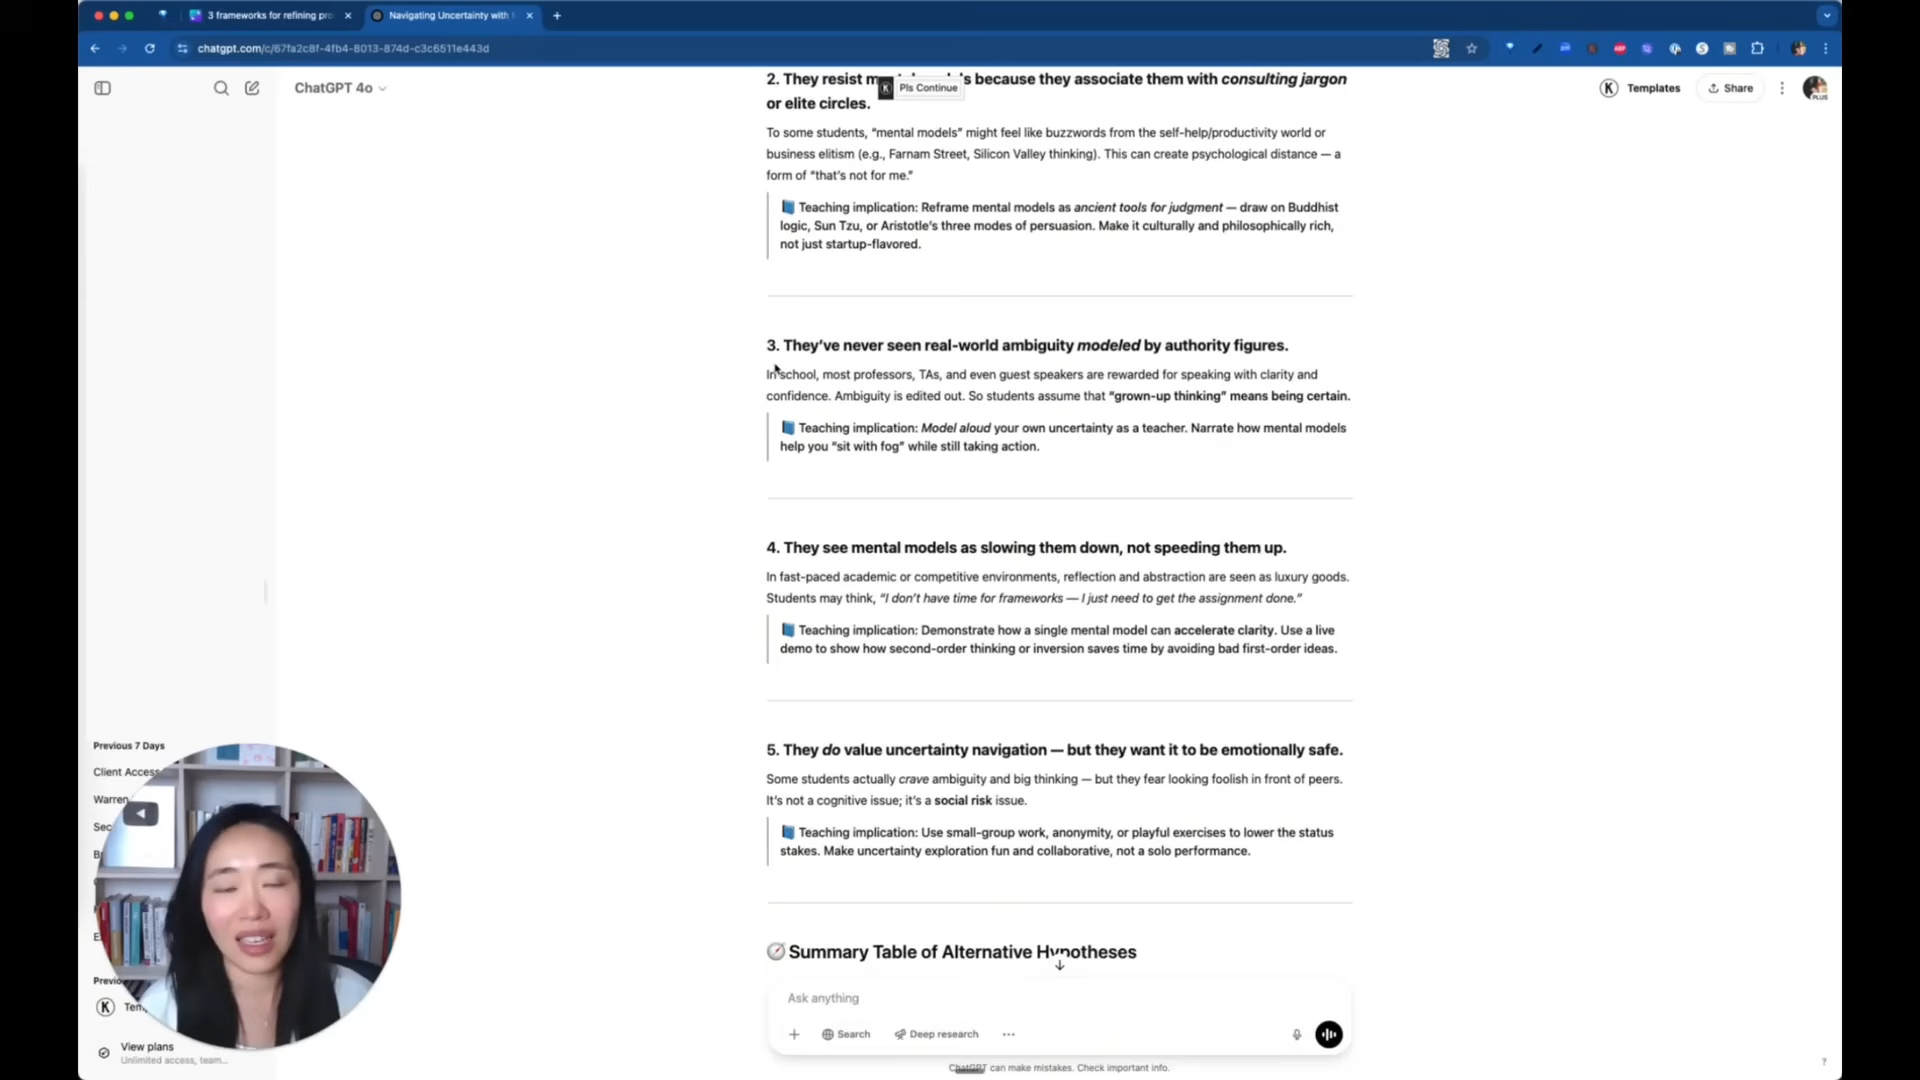 3 frameworks for refining pro
Navigating Uncertainty with
chatgpt.com/c/67fa2c8f-4fb4-8013-874d-c3c6511e443d
ChatGPT 4o
Pls Continue
Templates
Share
PLUS
2. They resist because they associate them with consulting jargon
or elite circles.
To some students, “mental models” might feel like buzzwords from the self-help/productivity world or
business elitism (e.g., Farnam Street, Silicon Valley thinking). This can create psychological distance — a
form of “that’s not for me.”
📘 Teaching implication: Reframe mental models as ancient tools for judgment — draw on Buddhist
logic, Sun Tzu, or Aristotle’s three modes of persuasion. Make it culturally and philosophically rich,
not just startup-flavored.
3. They’ve never seen real-world ambiguity modeled by authority figures.
In school, most professors, TAs, and even guest speakers are rewarded for speaking with clarity and
confidence. Ambiguity is edited out. So students assume that “grown-up thinking” means being certain.
📘 Teaching implication: Model aloud your own uncertainty as a teacher. Narrate how mental models
help you “sit with fog” while still taking action.
4. They see mental models as slowing them down, not speeding them up.
In fast-paced academic or competitive environments, reflection and abstraction are seen as luxury goods.
Students may think, “I don’t have time for frameworks — I just need to get the assignment done.”
📘 Teaching implication: Demonstrate how a single mental model can accelerate clarity. Use a live
demo to show how second-order thinking or inversion saves time by avoiding bad first-order ideas.
5. They do value uncertainty navigation — but they want it to be emotionally safe.
Some students actually crave ambiguity and big thinking — but they fear looking foolish in front of peers.
It’s not a cognitive issue; it’s a social risk issue.
📘 Teaching implication: Use small-group work, anonymity, or playful exercises to lower the status
stakes. Make uncertainty exploration fun and collaborative, not a solo performance.
🧭 Summary Table of Alternative Hypotheses
Previous 7 Days
Client Access
Warren
Sec
View plans
Unlimited access, team...
Ask anything
Search
Deep research
ChatGPT can make mistakes. Check important info.
?